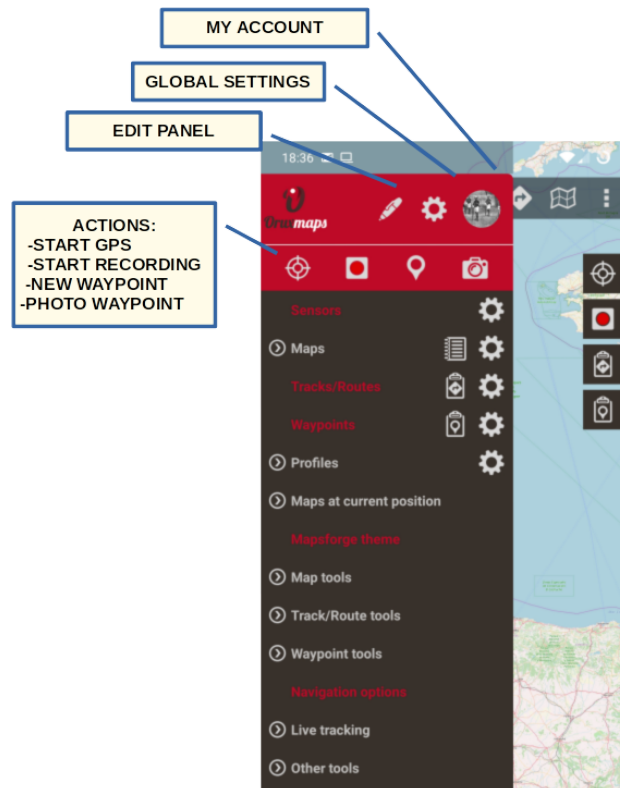 MY ACCOUNT
GLOBAL SETTINGS
EDIT PANEL
18:36
Oruxmaps
ACTIONS:
-START GPS
-START RECORDING
-NEW WAYPOINT
-PHOTO WAYPOINT
Sensors
Maps
Tracks/Routes
Waypoints
Profiles
Maps at current position
Mapsforge theme
Map tools
Track/Route tools
Waypoint tools
Navigation options
Live tracking
Other tools